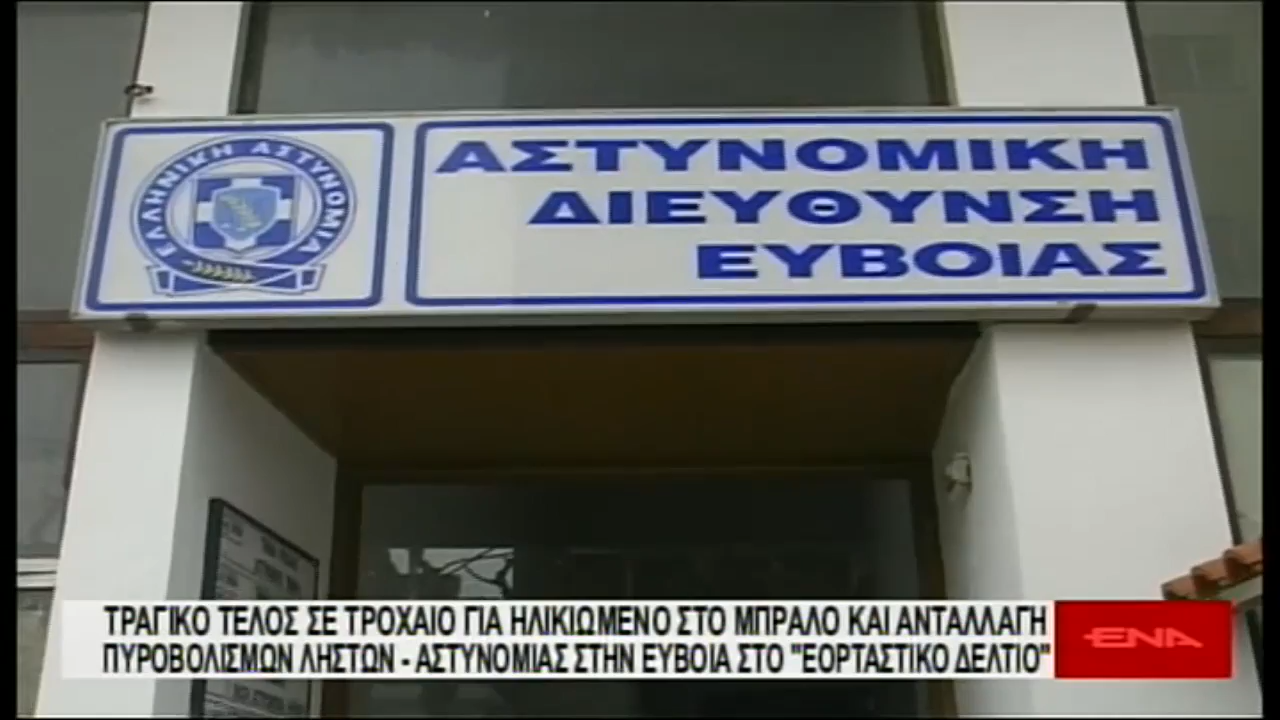 ΕΛΛΗΝΙΚΗ ΑΣΤΥΝΟΜΙΑ
ΑΣΤΥΝΟΜΙΚΗ
ΔΙΕΥΘΥΝΣΗ
ΕΥΒΟΙΑΣ
ΤΡΑΓΙΚΟ ΤΕΛΟΣ ΣΕ ΤΡΟΧΑΙΟ ΓΙΑ ΗΛΙΚΙΩΜΕΝΟ ΣΤΟ ΜΠΡΑΛΟ ΚΑΙ ΑΝΤΑΛΛΑΓΗ
ΠΥΡΟΒΟΛΙΣΜΩΝ ΛΗΣΤΩΝ - ΑΣΤΥΝΟΜΙΑΣ ΣΤΗΝ ΕΥΒΟΙΑ ΣΤΟ "ΕΟΡΤΑΣΤΙΚΟ ΔΕΛΤΙΟ"
ΕΝΑ